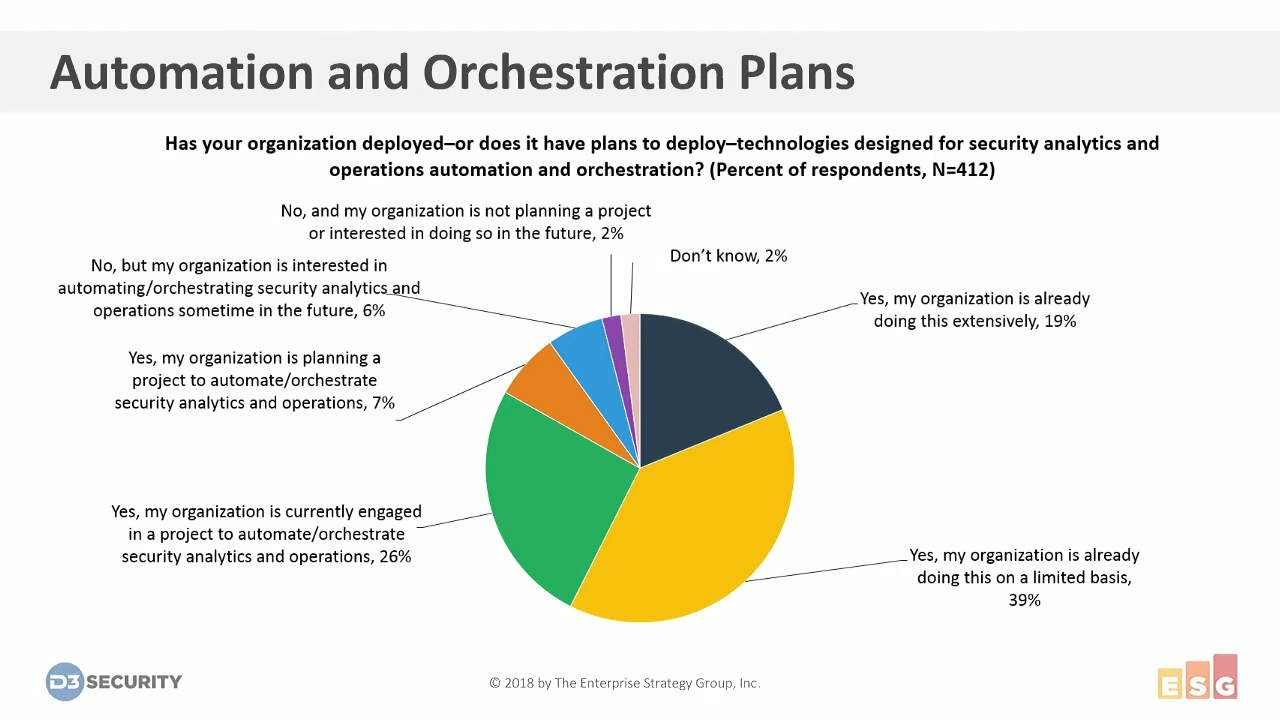 Automation and Orchestration Plans
Has your organization deployed–or does it have plans to deploy–technologies designed for security analytics and
operations automation and orchestration? (Percent of respondents, N=412)
No, and my organization is not planning a project
or interested in doing so in the future, 2%
Don't know, 2%
No, but my organization is interested in
automating/orchestrating security analytics and
operations sometime in the future, 6%
Yes, my organization is already
doing this extensively, 19%
Yes, my organization is planning a
project to automate/orchestrate
security analytics and operations, 7%
Yes, my organization is currently engaged
in a project to automate/orchestrate
security analytics and operations, 26%
Yes, my organization is already
doing this on a limited basis,
39%
D3 SECURITY
© 2018 by The Enterprise Strategy Group, Inc.
ESG